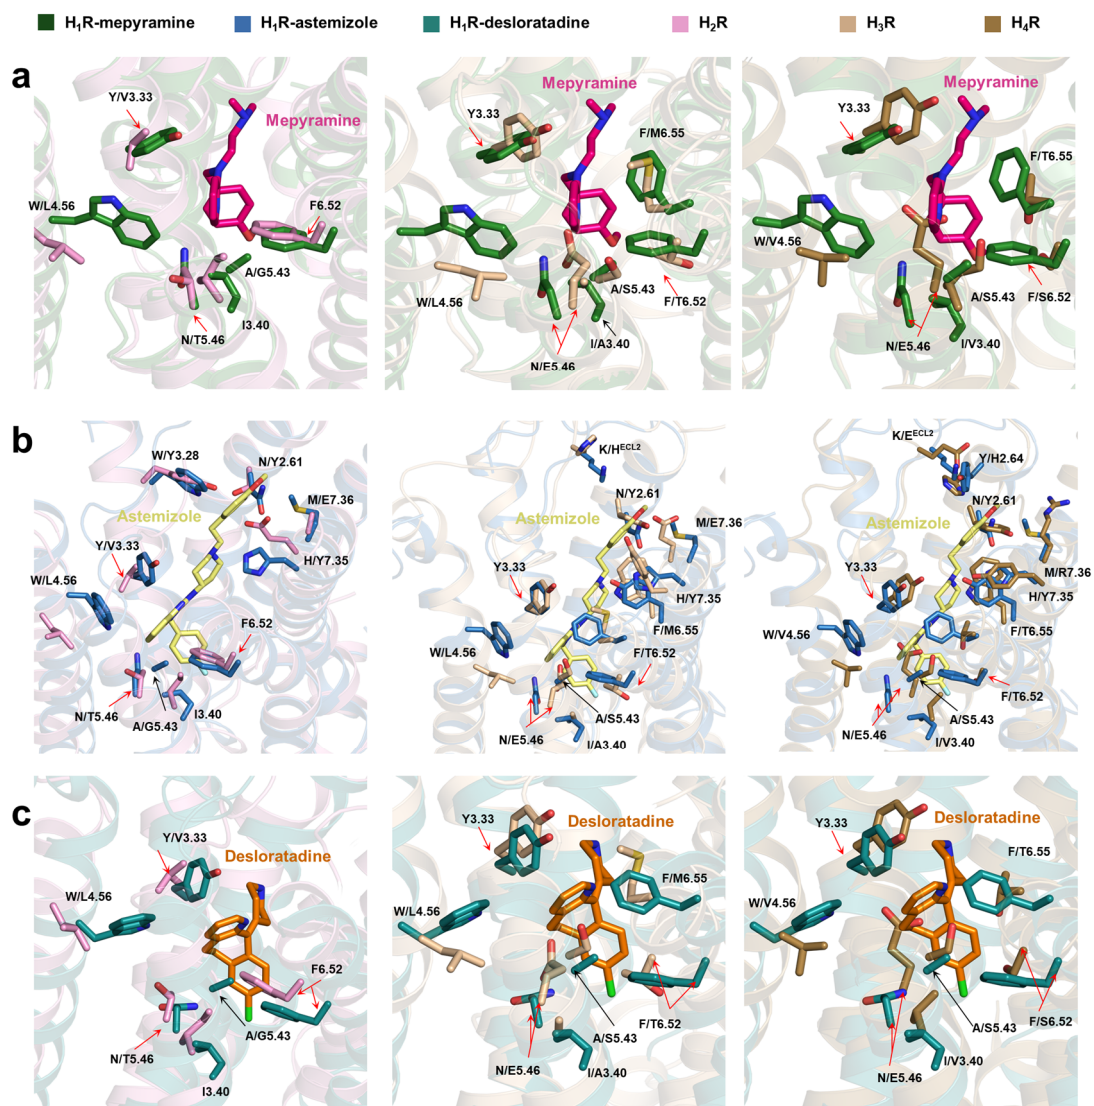 H₁R-mepyramine H₁R-astemizole H₁R-desloratadine H₂R H₃R H₄R
a
Y/V3.33
Mepyramine
W/L4.56
F6.52
A/G5.43
I3.40
N/T5.46
Mepyramine
Y3.33
F/M6.55
W/L4.56
A/S5.43
F/T6.52
I/A3.40
N/E5.46
Mepyramine
Y3.33
F/T6.55
W/V4.56
A/S5.43
F/S6.52
I/V3.40
N/E5.46
b
W/Y3.28
N/Y2.61
M/E7.36
Astemizole
Y/V3.33
H/Y7.35
W/L4.56
F6.52
I3.40
N/T5.46
A/G5.43
K/Hᴱᶜᴸ²
N/Y2.61
Astemizole
M/E7.36
Y3.33
H/Y7.35
F/M6.55
W/L4.56
F/T6.52
A/S5.43
N/E5.46
I/A3.40
K/Eᴱᶜᴸ²
Y/H2.64
N/Y2.61
Astemizole
Y3.33
M/R7.36
H/Y7.35
W/V4.56
F/T6.55
F/T6.52
A/S5.43
N/E5.46
I/V3.40
c
Y/V3.33
Desloratadine
W/L4.56
F6.52
A/G5.43
N/T5.46
I3.40
Desloratadine
Y3.33
F/M6.55
W/L4.56
F/T6.52
A/S5.43
N/E5.46
I/A3.40
Desloratadine
Y3.33
F/T6.55
W/V4.56
F/S6.52
A/S5.43
I/V3.40
N/E5.46